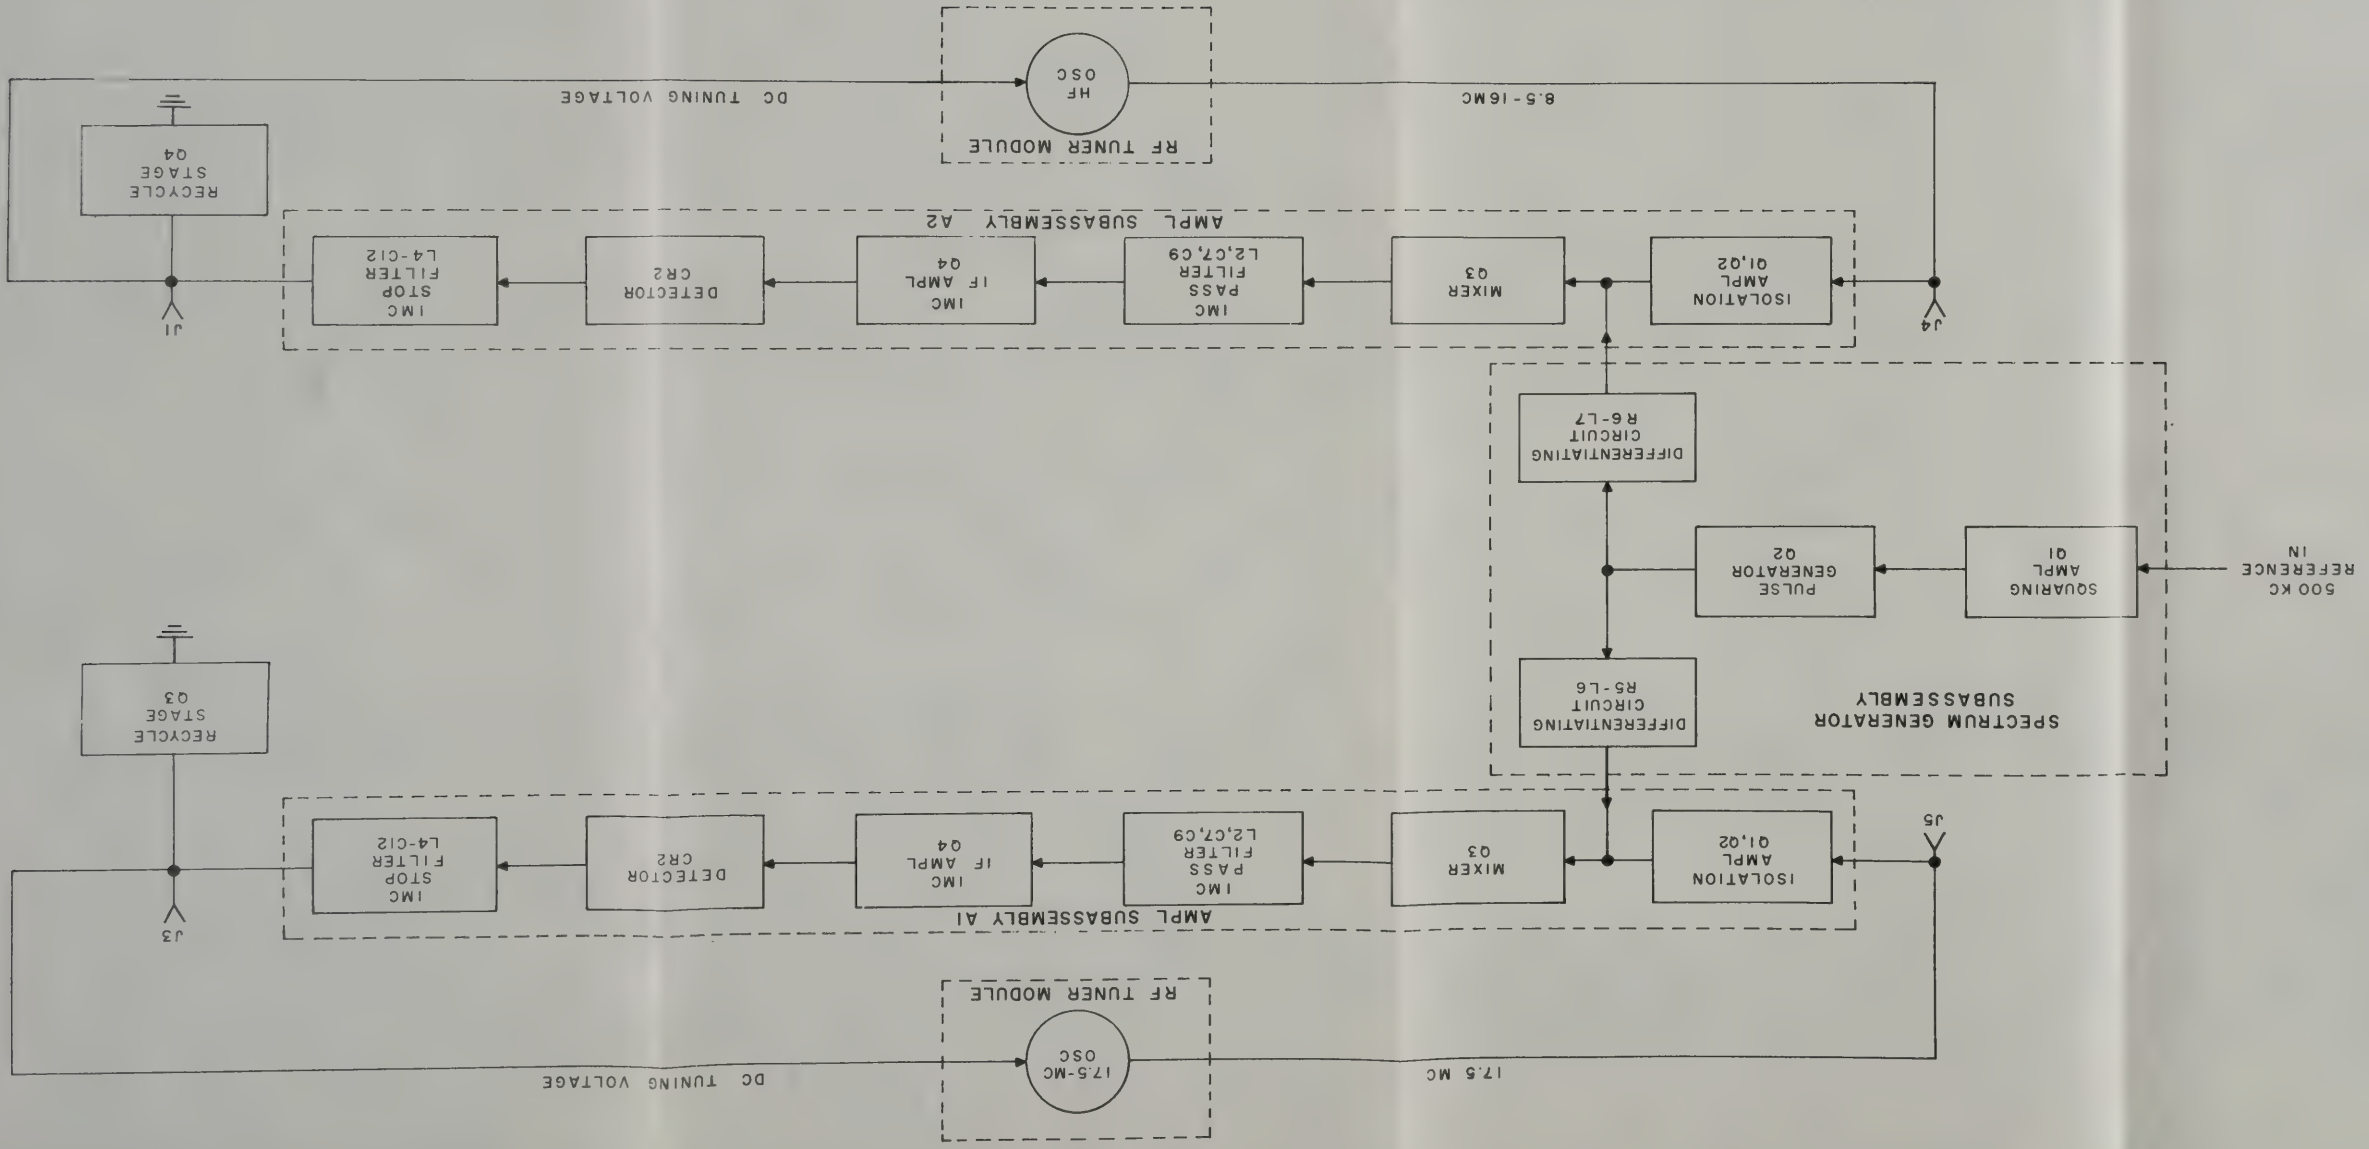 17.5 MC
17.5-MC
OSC
DC TUNING VOLTAGE
RF TUNER MODULE
J5
AMPL SUBASSEMBLY A1
J3
ISOLATION
AMPL
Q1,Q2
MIXER
Q3
1MC
PASS
FILTER
L2,C7,C9
1MC
IF AMPL
Q4
DETECTOR
CR2
1MC
STOP
FILTER
L4-C12
RECYCLE
STAGE
Q3
SPECTRUM GENERATOR
SUBASSEMBLY
DIFFERENTIATING
CIRCUIT
R5-L6
500 KC
REFERENCE
IN
SQUARING
AMPL
Q1
PULSE
GENERATOR
Q2
DIFFERENTIATING
CIRCUIT
R6-L7
J4
ISOLATION
AMPL
Q1,Q2
MIXER
Q3
1MC
PASS
FILTER
L2,C7,C9
1MC
IF AMPL
Q4
DETECTOR
CR2
1MC
STOP
FILTER
L4-C12
J1
AMPL SUBASSEMBLY A2
RECYCLE
STAGE
Q4
RF TUNER MODULE
8.5-16MC
HF
OSC
DC TUNING VOLTAGE